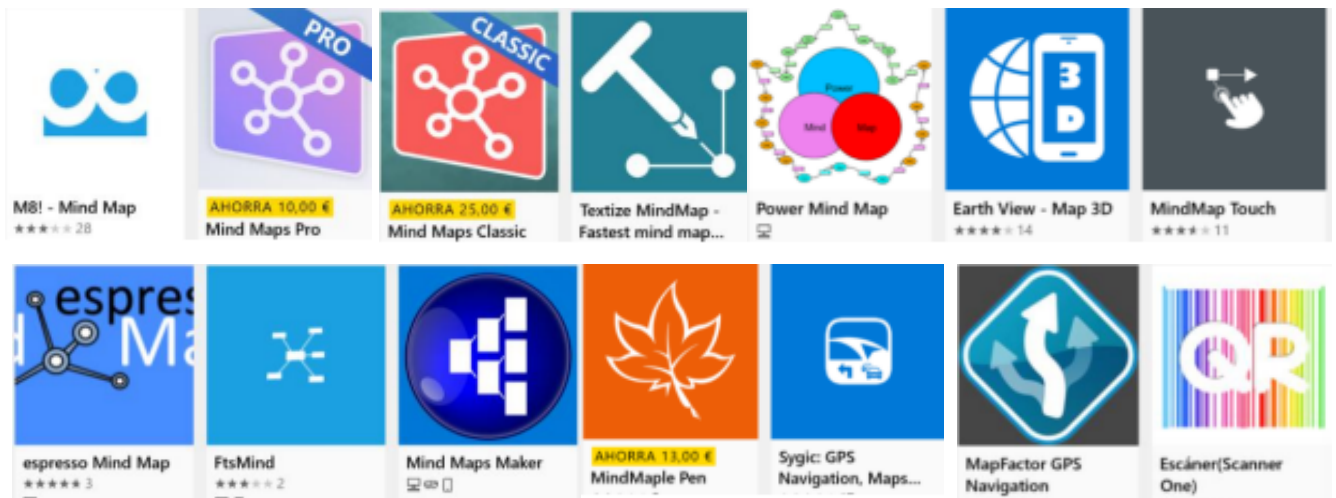 PRO
CLASSIC
Power
Mind
Map
3
D
M8! - Mind Map
28
AHORRA 10,00 €
Mind Maps Pro
AHORRA 25,00 €
Mind Maps Classic
Textize MindMap -
Fastest mind map...
Power Mind Map
Earth View - Map 3D
14
MindMap Touch
11
espres
d Ma
QR
espresso Mind Map
3
FtsMind
2
Mind Maps Maker
AHORRA 13,00 €
MindMaple Pen
Sygic: GPS
Navigation, Maps...
MapFactor GPS
Navigation
Escáner(Scanner
One)